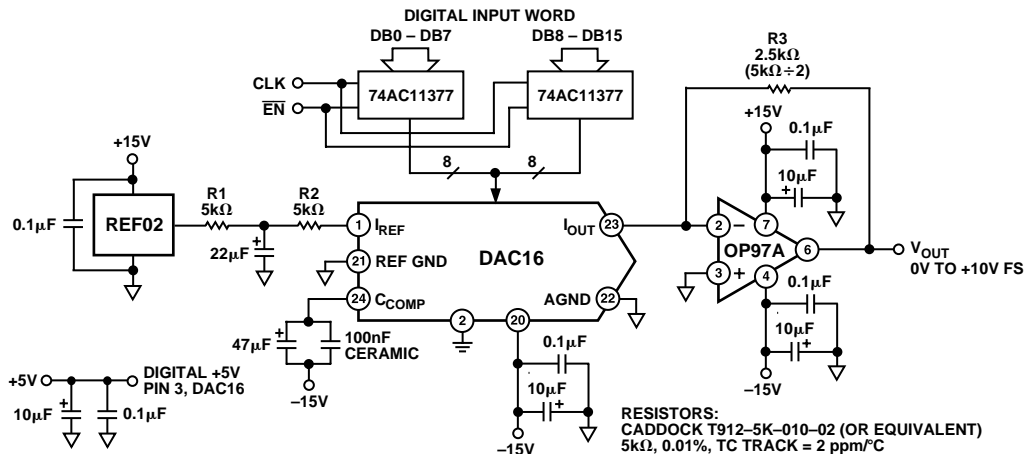 DIGITAL INPUT WORD
DB0 – DB7
DB8 – DB15
CLK
EN
74AC11377
74AC11377
8
8
+15V
0.1µF
REF02
R1
5kΩ
R2
5kΩ
+
22µF
1
IREF
21
REF GND
24
CCOMP
DAC16
IOUT
23
AGND
22
2
20
+
47µF
100nF
CERAMIC
–15V
0.1µF
10µF
+
–15V
R3
2.5kΩ
(5kΩ÷2)
+15V
0.1µF
10µF
+
2
–
7
OP97A
6
3
+
4
VOUT
0V TO +10V FS
0.1µF
10µF
+
–15V
+5V
DIGITAL +5V
PIN 3, DAC16
10µF
+
0.1µF
RESISTORS:
CADDOCK T912–5K–010–02 (OR EQUIVALENT)
5kΩ, 0.01%, TC TRACK = 2 ppm/°C